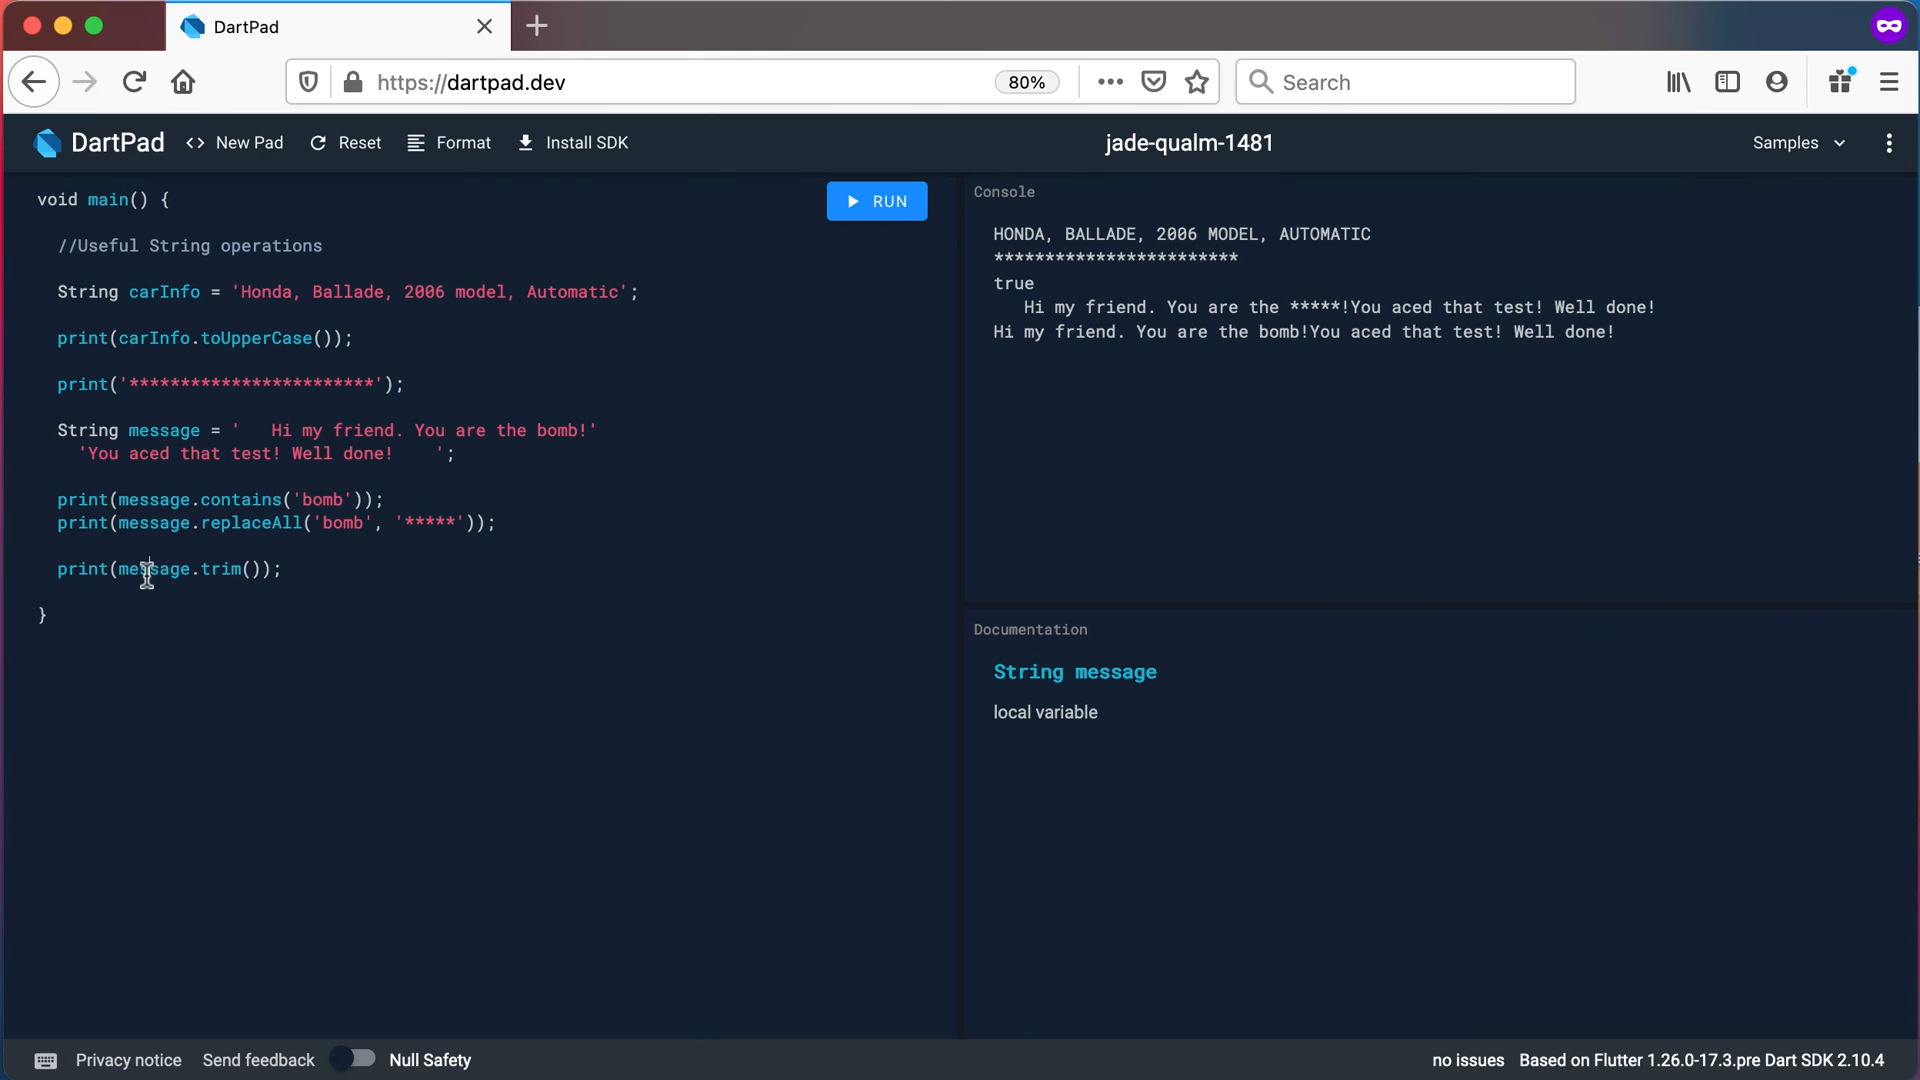 DartPad
https://dartpad.dev
80%
Search
DartPad
<> New Pad
Reset
Format
Install SDK
jade-qualm-1481
Samples
void main() {
//Useful String operations
String carInfo = 'Honda, Ballade, 2006 model, Automatic';
print(carInfo.toUpperCase());
print('************************');
String message = '   Hi my friend. You are the bomb!'
'You aced that test! Well done!    ';
print(message.contains('bomb'));
print(message.replaceAll('bomb', '*****'));
print(message.trim());
}
RUN
Console
HONDA, BALLADE, 2006 MODEL, AUTOMATIC
************************
true
Hi my friend. You are the *****!You aced that test! Well done!
Hi my friend. You are the bomb!You aced that test! Well done!
Documentation
String message
local variable
Privacy notice
Send feedback
Null Safety
no issues
Based on Flutter 1.26.0-17.3.pre Dart SDK 2.10.4